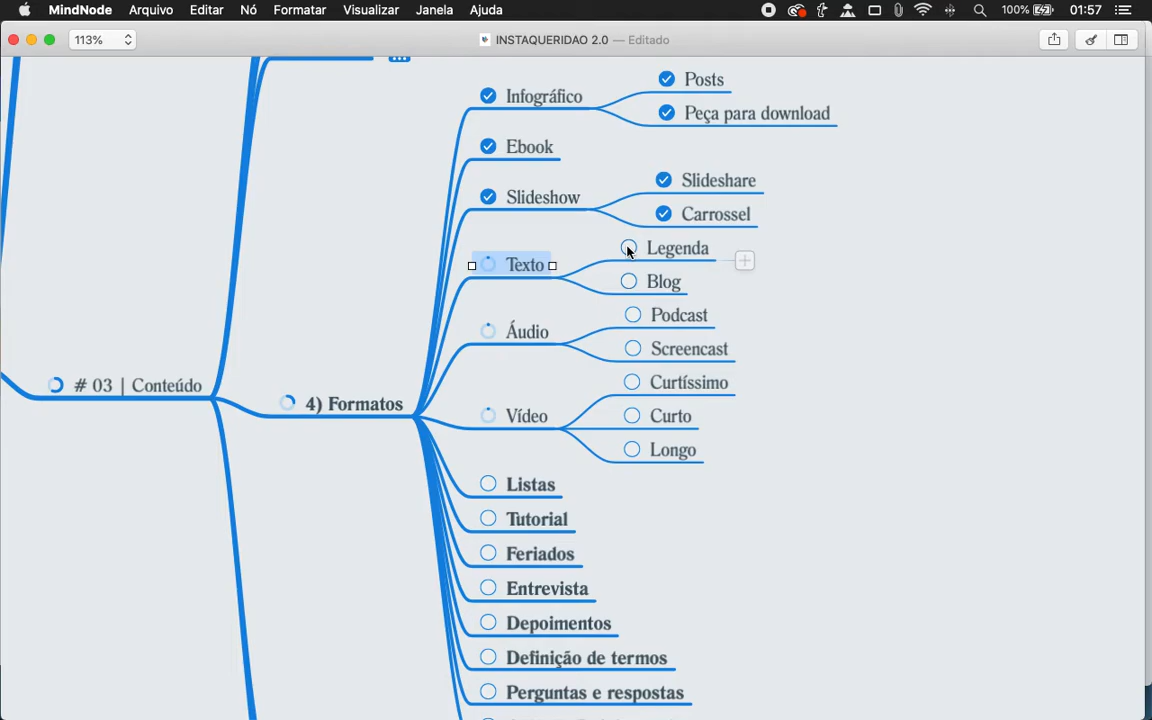 MindNode Arquivo Editar Nó Formatar Visualizar Janela Ajuda 100% 01:57
113% INSTAQUERIDAO 2.0 — Editado
Infográfico
Posts
Peça para download
Ebook
Slideshow
Slideshare
Carrossel
Texto
Legenda
Blog
Áudio
Podcast
Screencast
# 03 | Conteúdo
4) Formatos
Vídeo
Curtíssimo
Curto
Longo
Listas
Tutorial
Feriados
Entrevista
Depoimentos
Definição de termos
Perguntas e respostas